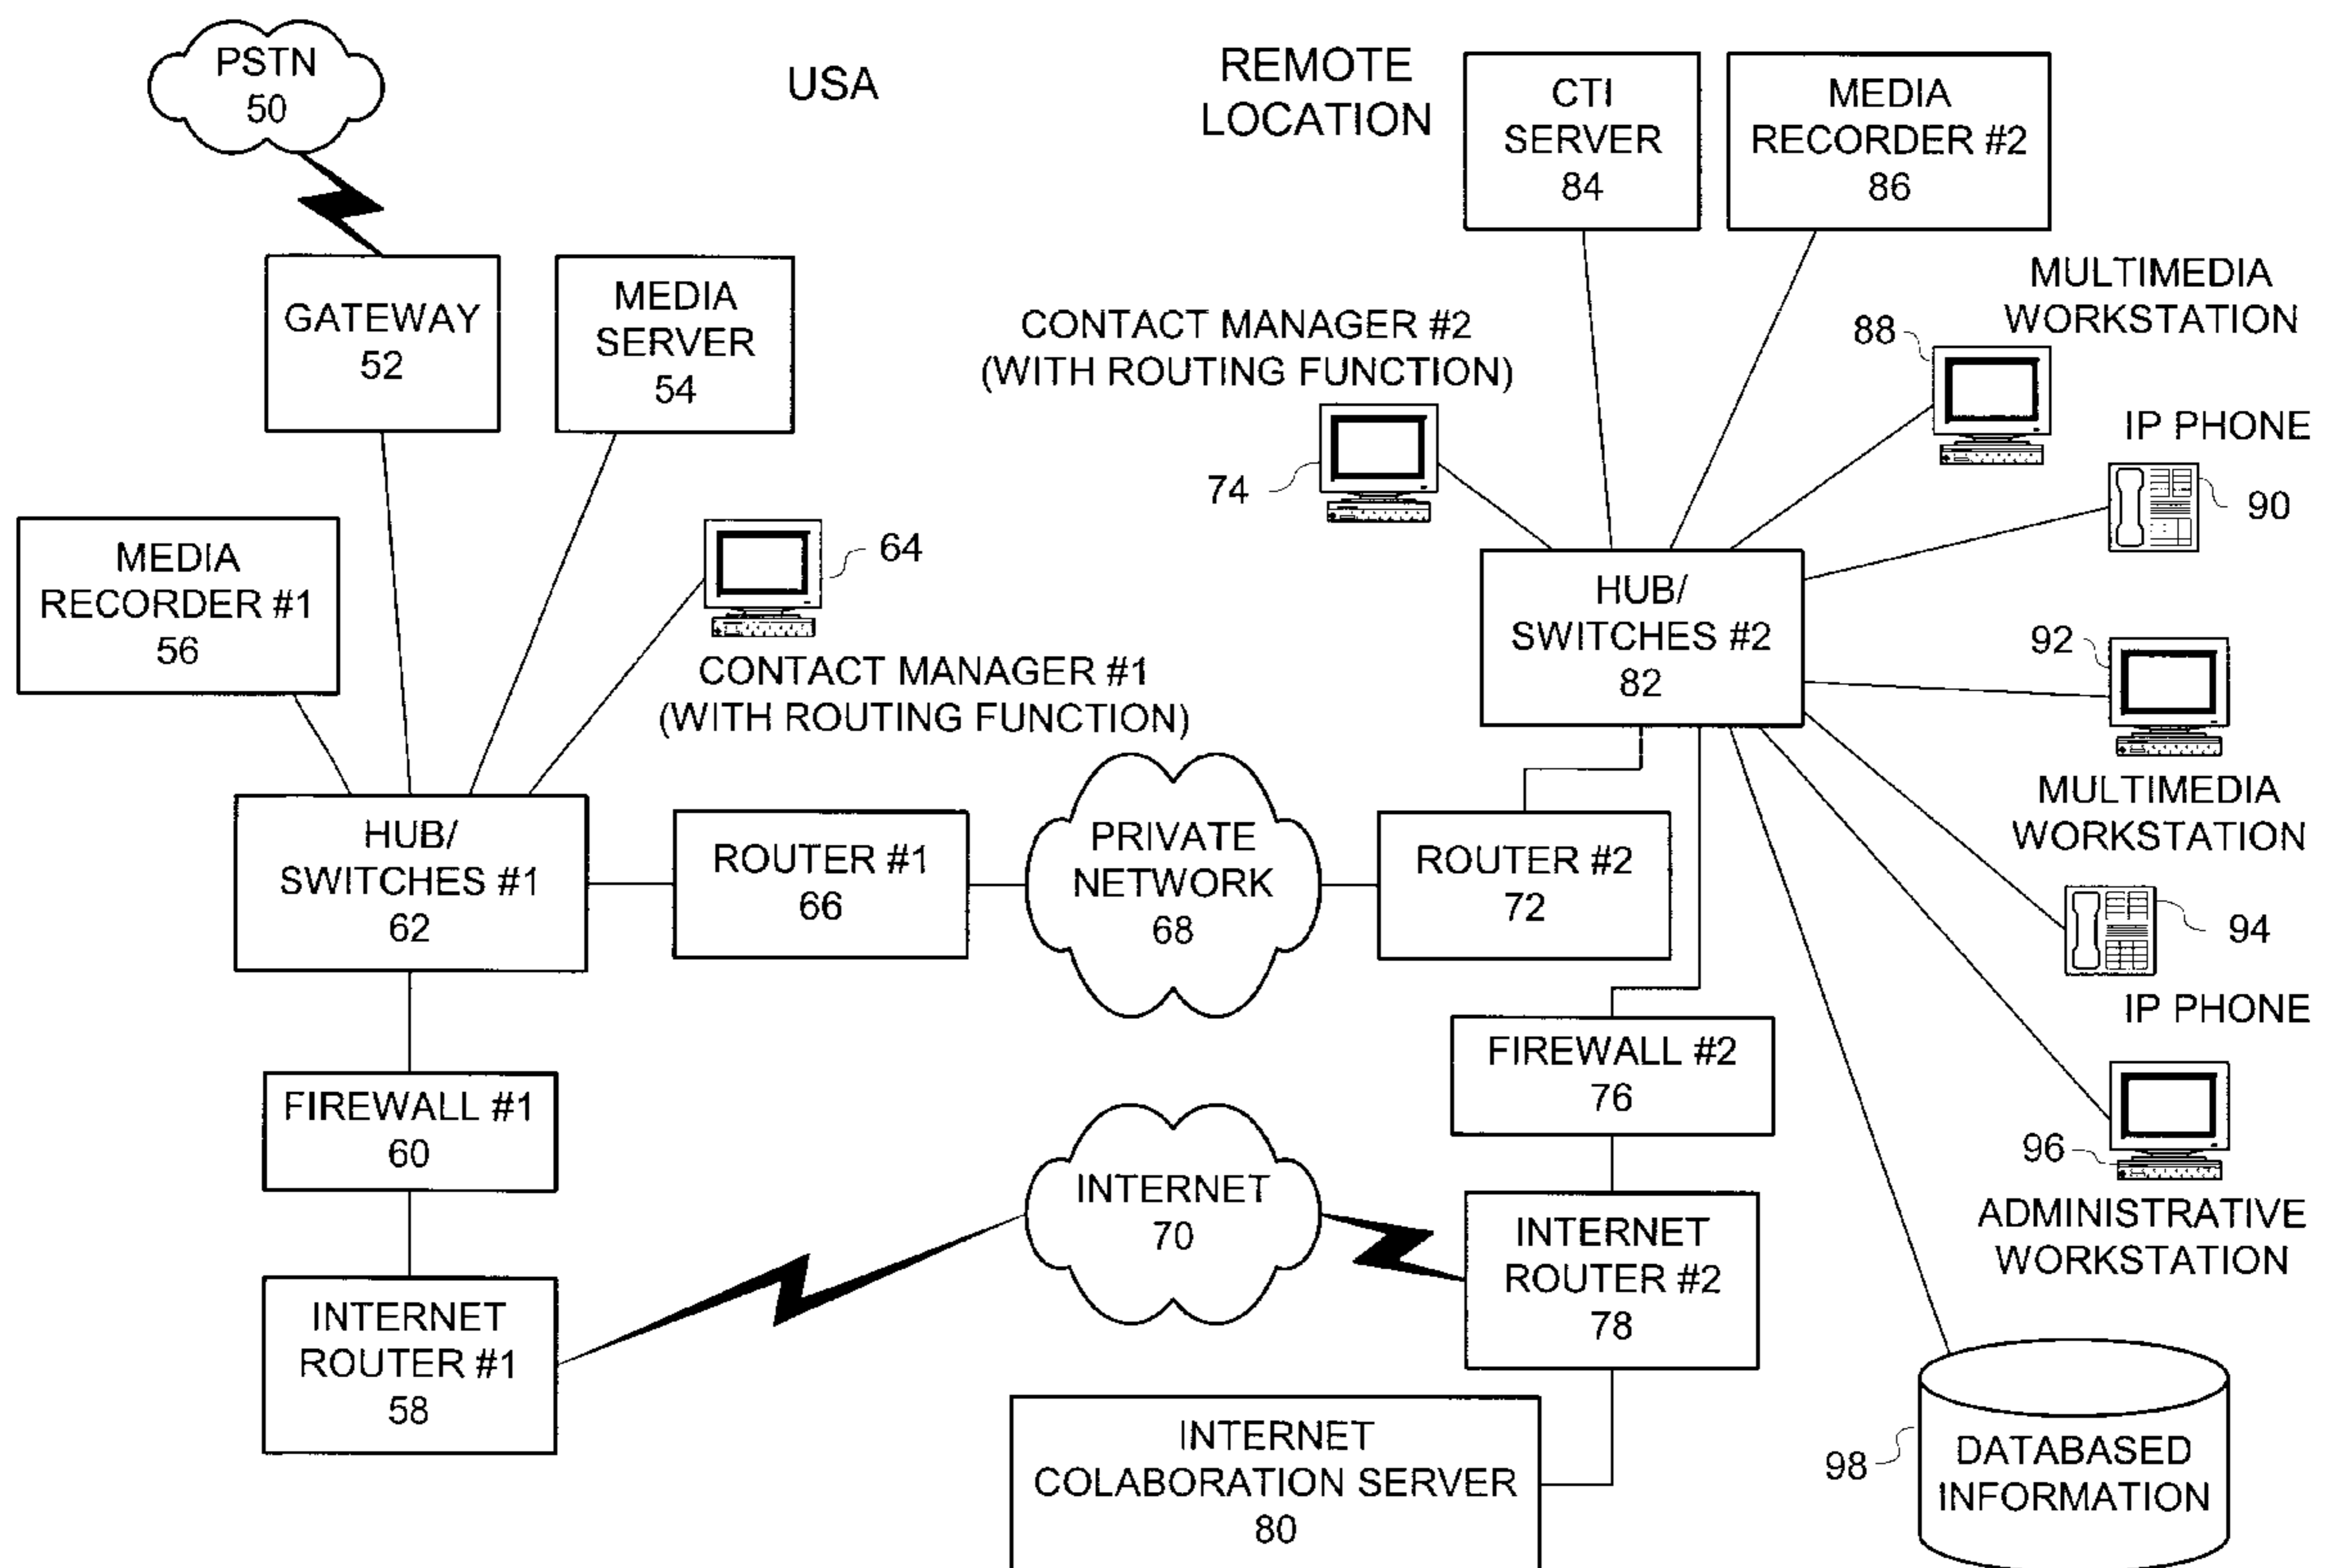 PSTN
50
USA
REMOTE
LOCATION
CTI
SERVER
84
MEDIA
RECORDER #2
86
GATEWAY
52
MEDIA
SERVER
54
CONTACT MANAGER #2
(WITH ROUTING FUNCTION)
74
MULTIMEDIA
WORKSTATION
88
IP PHONE
90
MEDIA
RECORDER #1
56
64
CONTACT MANAGER #1
(WITH ROUTING FUNCTION)
HUB/
SWITCHES #2
82
92
MULTIMEDIA
WORKSTATION
HUB/
SWITCHES #1
62
ROUTER #1
66
PRIVATE
NETWORK
68
ROUTER #2
72
94
IP PHONE
FIREWALL #1
60
FIREWALL #2
76
96
ADMINISTRATIVE
WORKSTATION
INTERNET
70
INTERNET
ROUTER #1
58
INTERNET
ROUTER #2
78
INTERNET
COLABORATION SERVER
80
98
DATABASED
INFORMATION